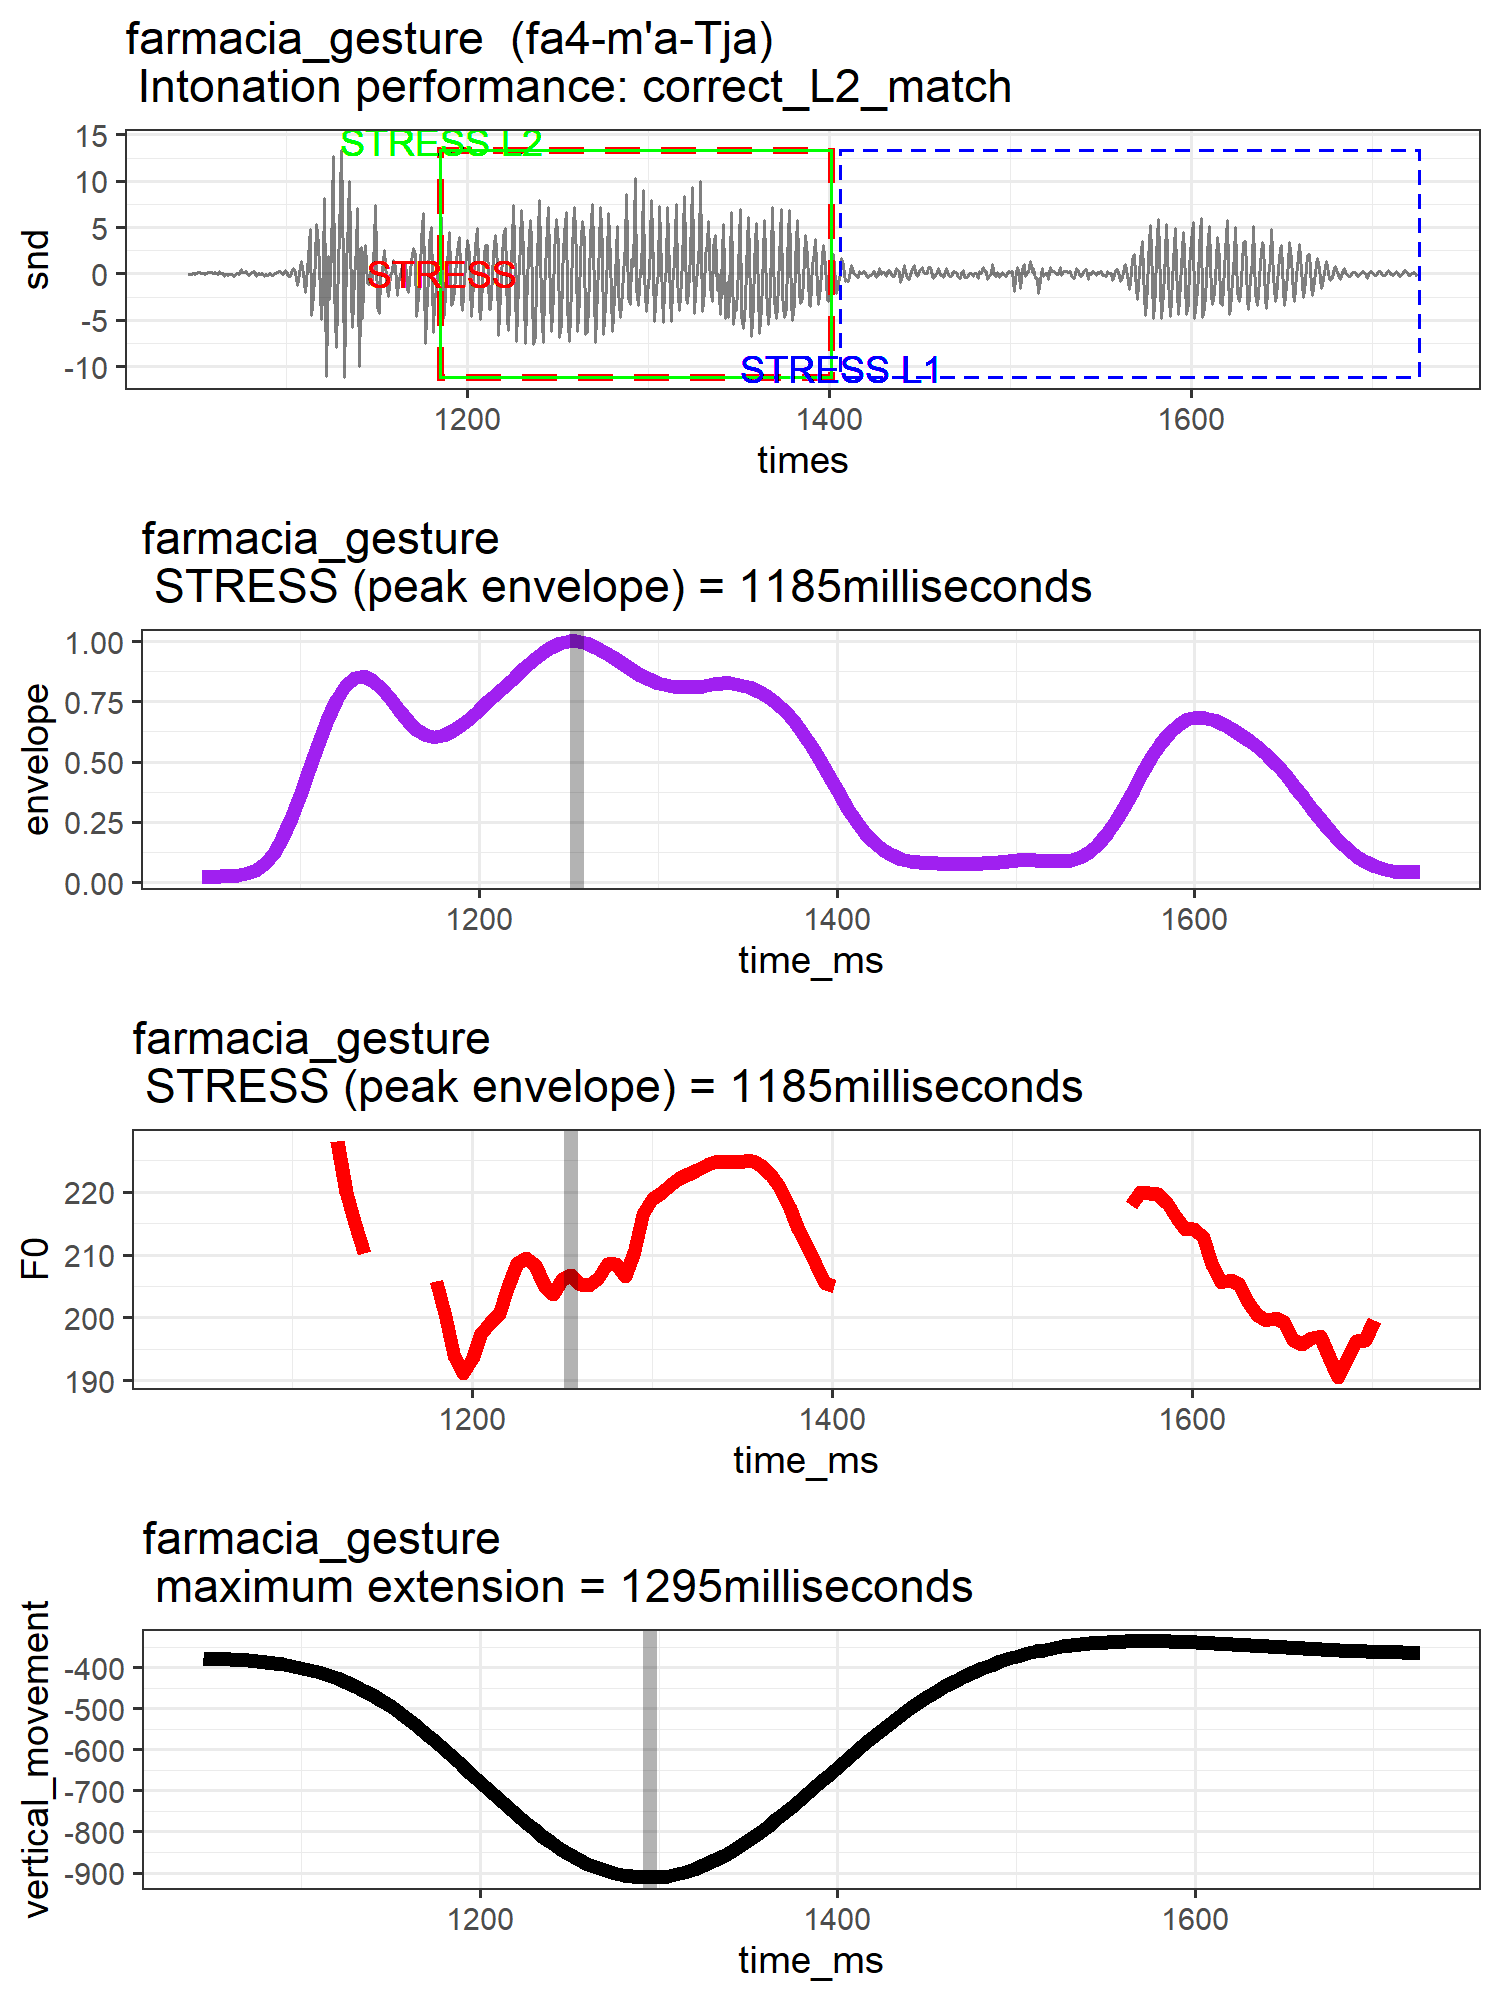 farmacia_gesture  (fa4-m'a-Tja)
Intonation performance: correct_L2_match
15
10
5
0
-5
-10
snd
STRESS L2
STRESS
STRESS L1
1200 1400 1600
times
farmacia_gesture
STRESS (peak envelope) = 1185milliseconds
1.00
0.75
0.50
0.25
0.00
envelope
1200 1400 1600
time_ms
farmacia_gesture
STRESS (peak envelope) = 1185milliseconds
220
210
200
190
F0
1200 1400 1600
time_ms
farmacia_gesture
maximum extension = 1295milliseconds
-400
-500
-600
-700
-800
-900
vertical_movement
1200 1400 1600
time_ms